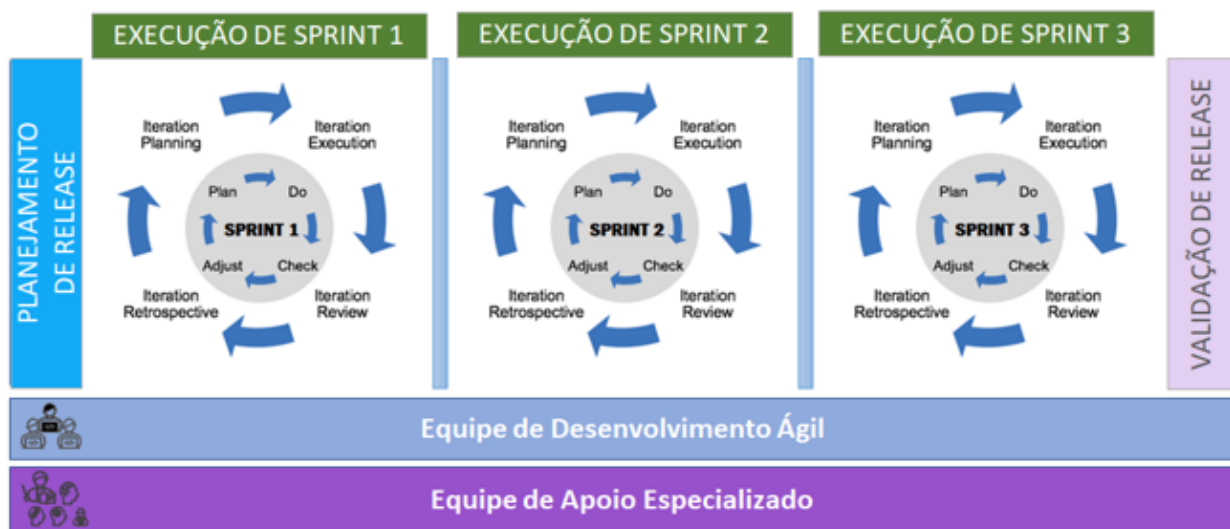 EXECUÇÃO DE SPRINT 1
EXECUÇÃO DE SPRINT 2
EXECUÇÃO DE SPRINT 3
PLANEJAMENTO
DE RELEASE
Iteration
Planning
Iteration
Execution
Plan
Do
SPRINT 1
Adjust
Check
Iteration
Retrospective
Iteration
Review
Iteration
Planning
Iteration
Execution
Plan
Do
SPRINT 2
Adjust
Check
Iteration
Retrospective
Iteration
Review
Iteration
Planning
Iteration
Execution
Plan
Do
SPRINT 3
Adjust
Check
Iteration
Retrospective
Iteration
Review
VALIDAÇÃO DE RELEASE
Equipe de Desenvolvimento Ágil
Equipe de Apoio Especializado